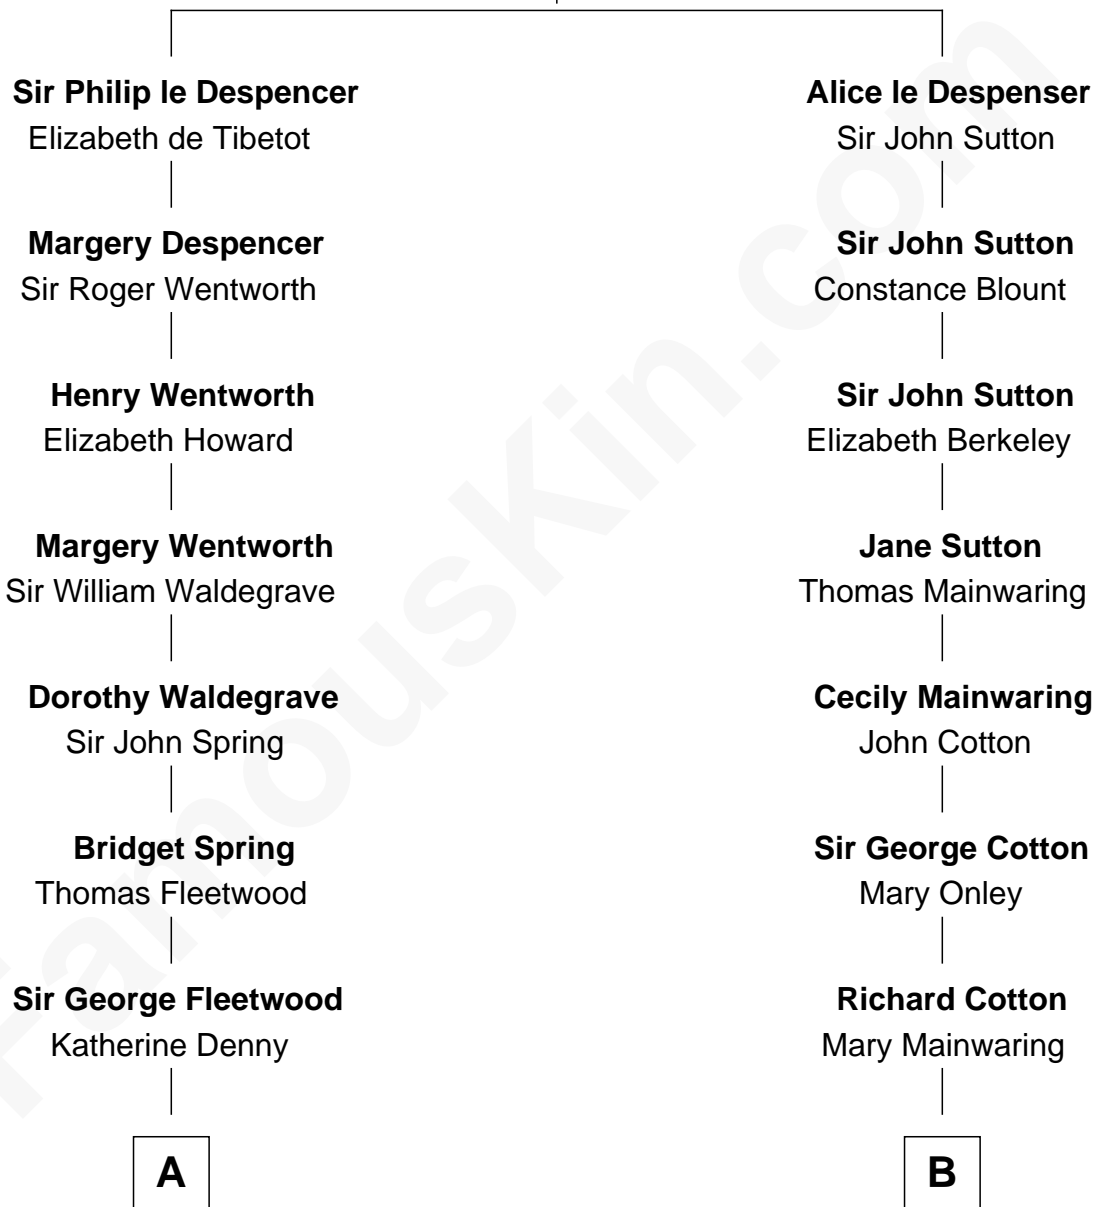 Sir Philip le Despencer
Elizabeth de Tibetot
Margery Despencer
Sir Roger Wentworth
Henry Wentworth
Elizabeth Howard
Margery Wentworth
Sir William Waldegrave
Dorothy Waldegrave
Sir John Spring
Bridget Spring
Thomas Fleetwood
Sir George Fleetwood
Katherine Denny
A
Alice le Despenser
Sir John Sutton
Sir John Sutton
Constance Blount
Sir John Sutton
Elizabeth Berkeley
Jane Sutton
Thomas Mainwaring
Cecily Mainwaring
John Cotton
Sir George Cotton
Mary Onley
Richard Cotton
Mary Mainwaring
B
FamousKin.com